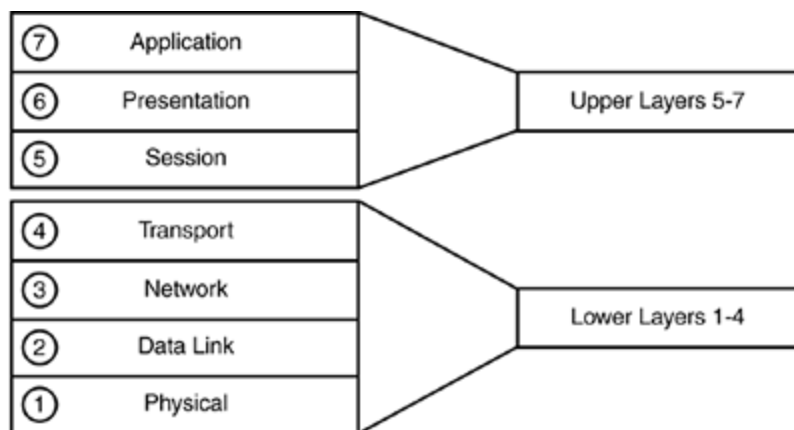 7 Application
6 Presentation
5 Session
Upper Layers 5-7
4 Transport
3 Network
2 Data Link
1 Physical
Lower Layers 1-4